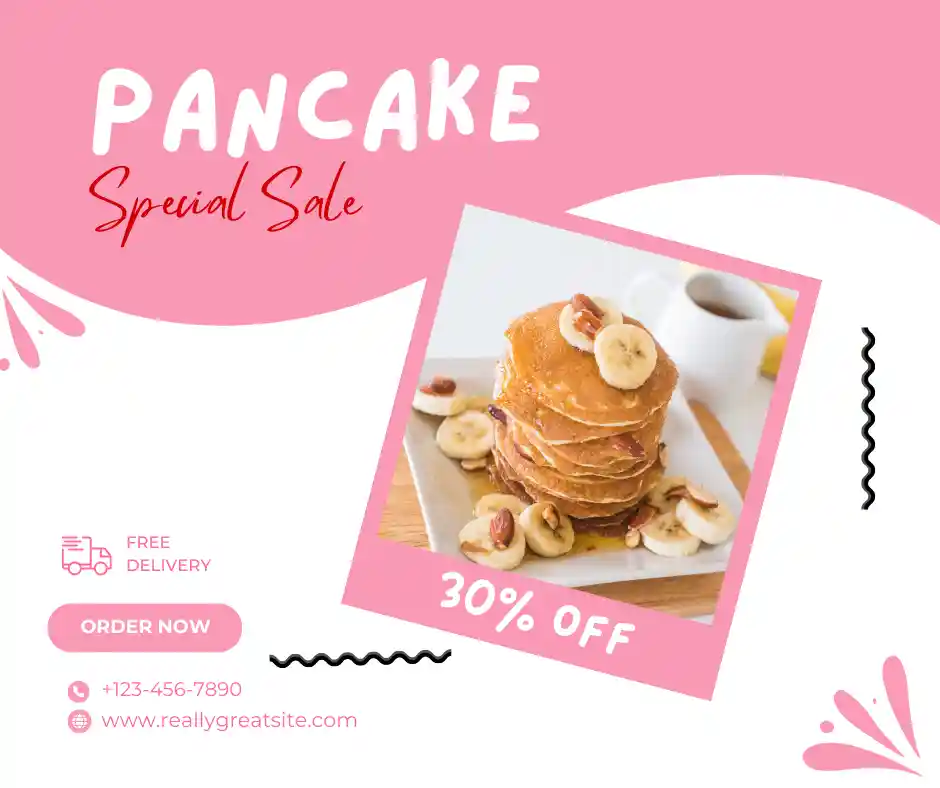 PANCAKE
Special Sale
30% OFF
FREE
DELIVERY
ORDER NOW
+123-456-7890
www.reallygreatsite.com